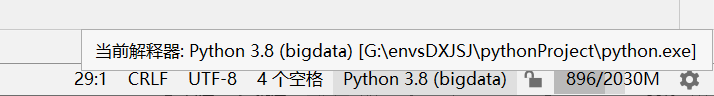 当前解释器: Python 3.8 (bigdata) [G:\envsDXJSJ\pythonProject\python.exe]
29:1 CRLF UTF-8 4 个空格 Python 3.8 (bigdata) 896/2030M